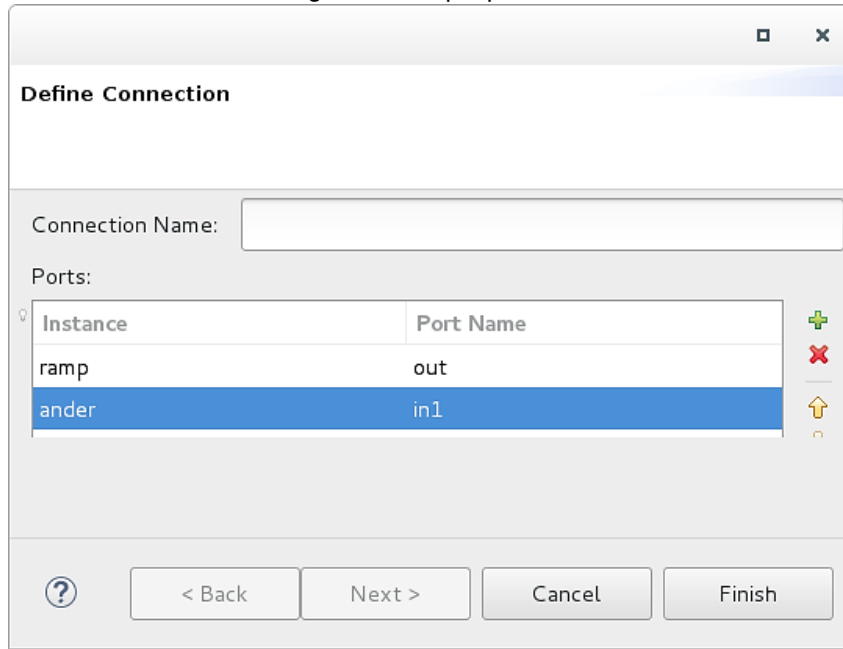 Define Connection
Connection Name:
Ports:
Instance Port Name
ramp out
ander in1
< Back Next > Cancel Finish